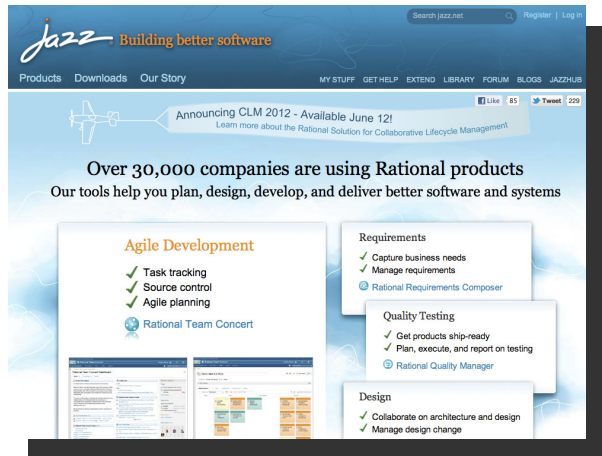 Search jazz.net
Register | Log In
jazz Building better software
Products Downloads Our Story
MY STUFF GET HELP EXTEND LIBRARY FORUM BLOGS JAZZHUB
Like 85 Tweet 229
Announcing CLM 2012 - Available June 12!
Learn more about the Rational Solution for Collaborative Lifecycle Management
Over 30,000 companies are using Rational products
Our tools help you plan, design, develop, and deliver better software and systems
Agile Development
Task tracking
Source control
Agile planning
Rational Team Concert
Requirements
Capture business needs
Manage requirements
Rational Requirements Composer
Quality Testing
Get products ship-ready
Plan, execute, and report on testing
Rational Quality Manager
Design
Collaborate on architecture and design
Manage design change